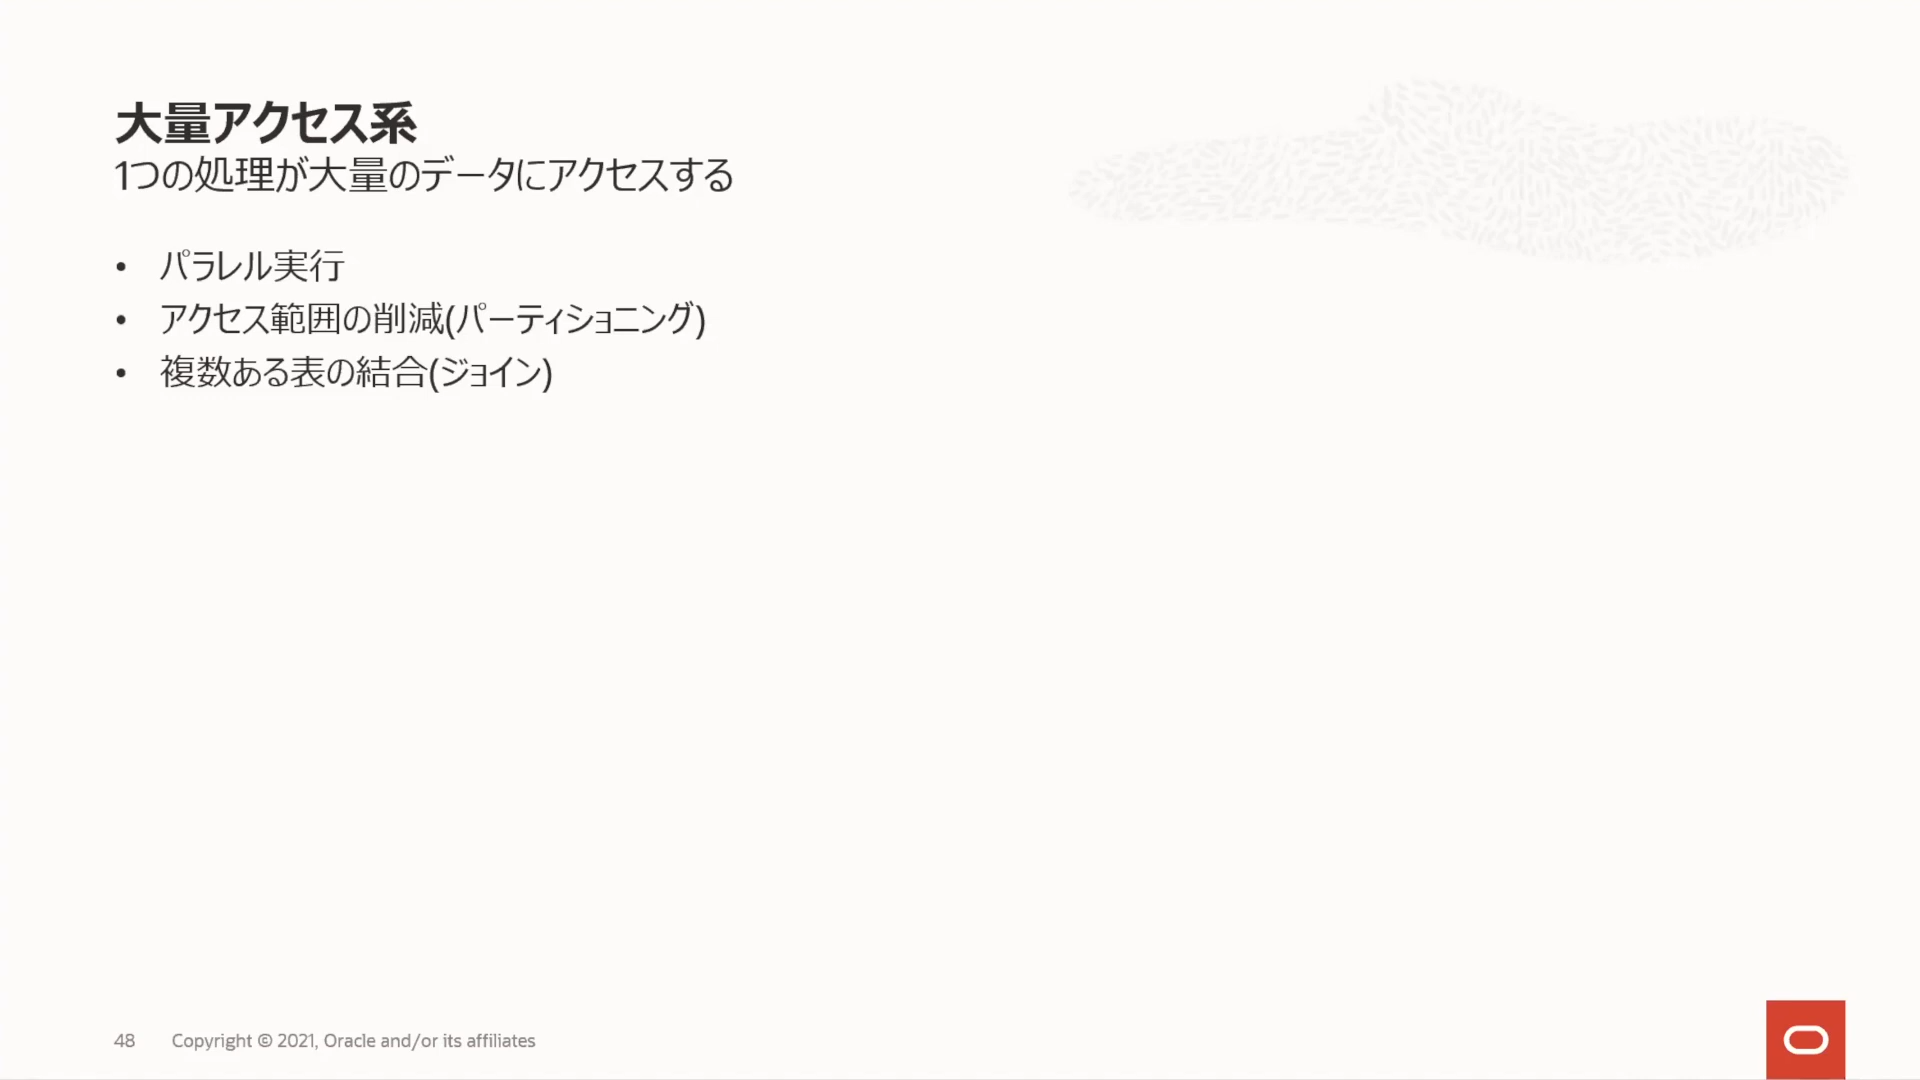 大量アクセス系
1つの処理が大量のデータにアクセスする
• パラレル実行
• アクセス範囲の削減(パーティショニング)
• 複数ある表の結合(ジョイン)
48 Copyright © 2021, Oracle and/or its affiliates